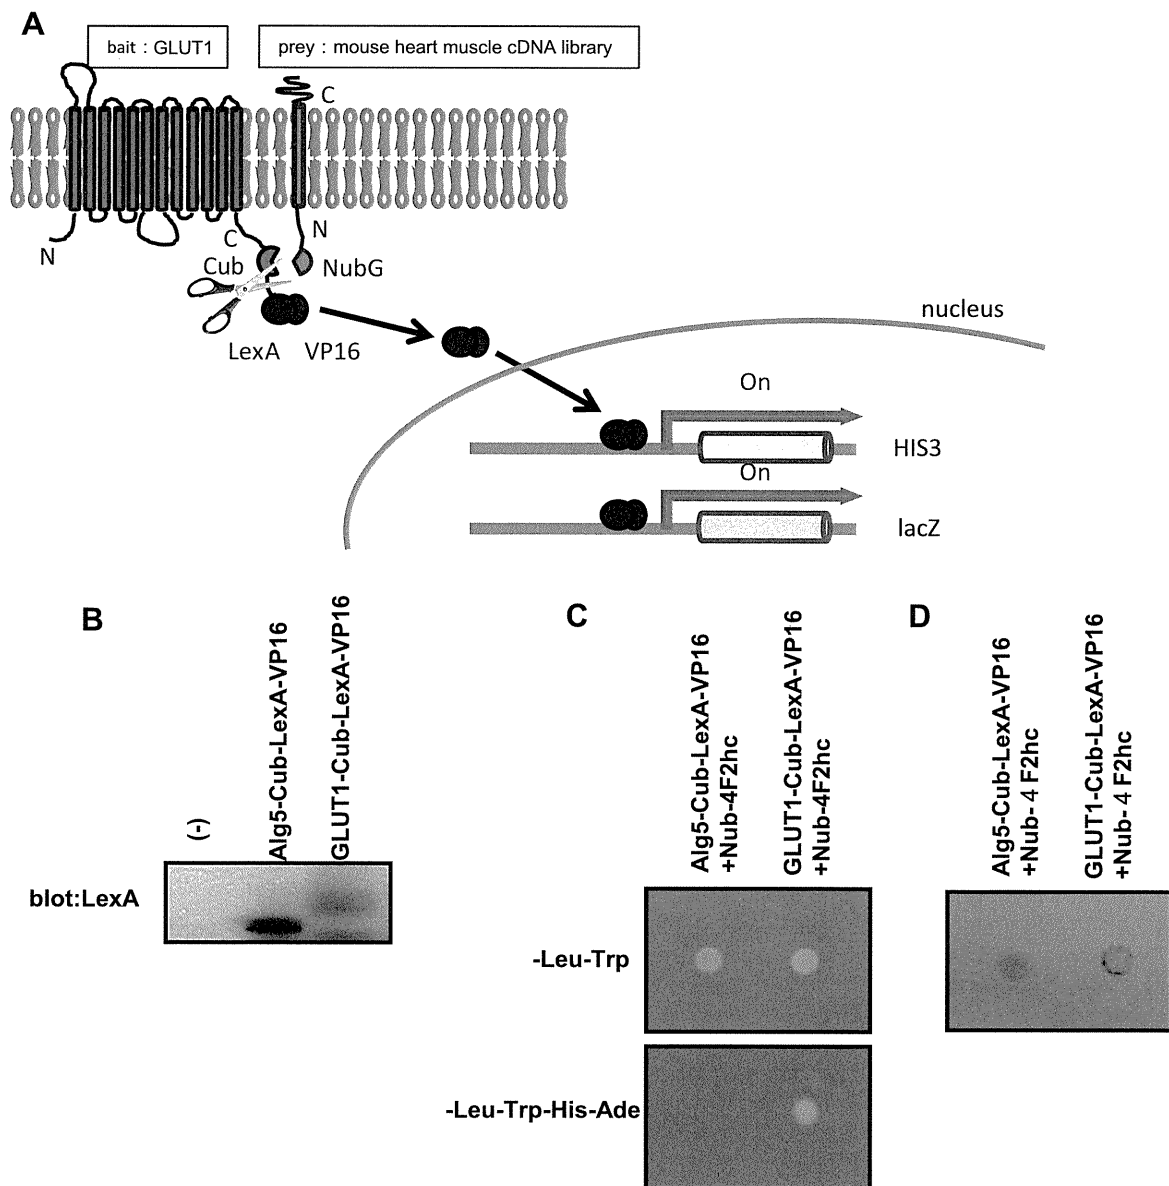 A
bait : GLUT1
prey : mouse heart muscle cDNA library
C
N
C
N
Cub
NubG
LexA
VP16
nucleus
On
HIS3
On
lacZ
B
(-)
Alg5-Cub-LexA-VP16
GLUT1-Cub-LexA-VP16
blot:LexA
C
Alg5-Cub-LexA-VP16
+Nub-4F2hc
GLUT1-Cub-LexA-VP16
+Nub-4F2hc
-Leu-Trp
-Leu-Trp-His-Ade
D
Alg5-Cub-LexA-VP16
+Nub- 4 F2hc
GLUT1-Cub-LexA-VP16
+Nub- 4 F2hc